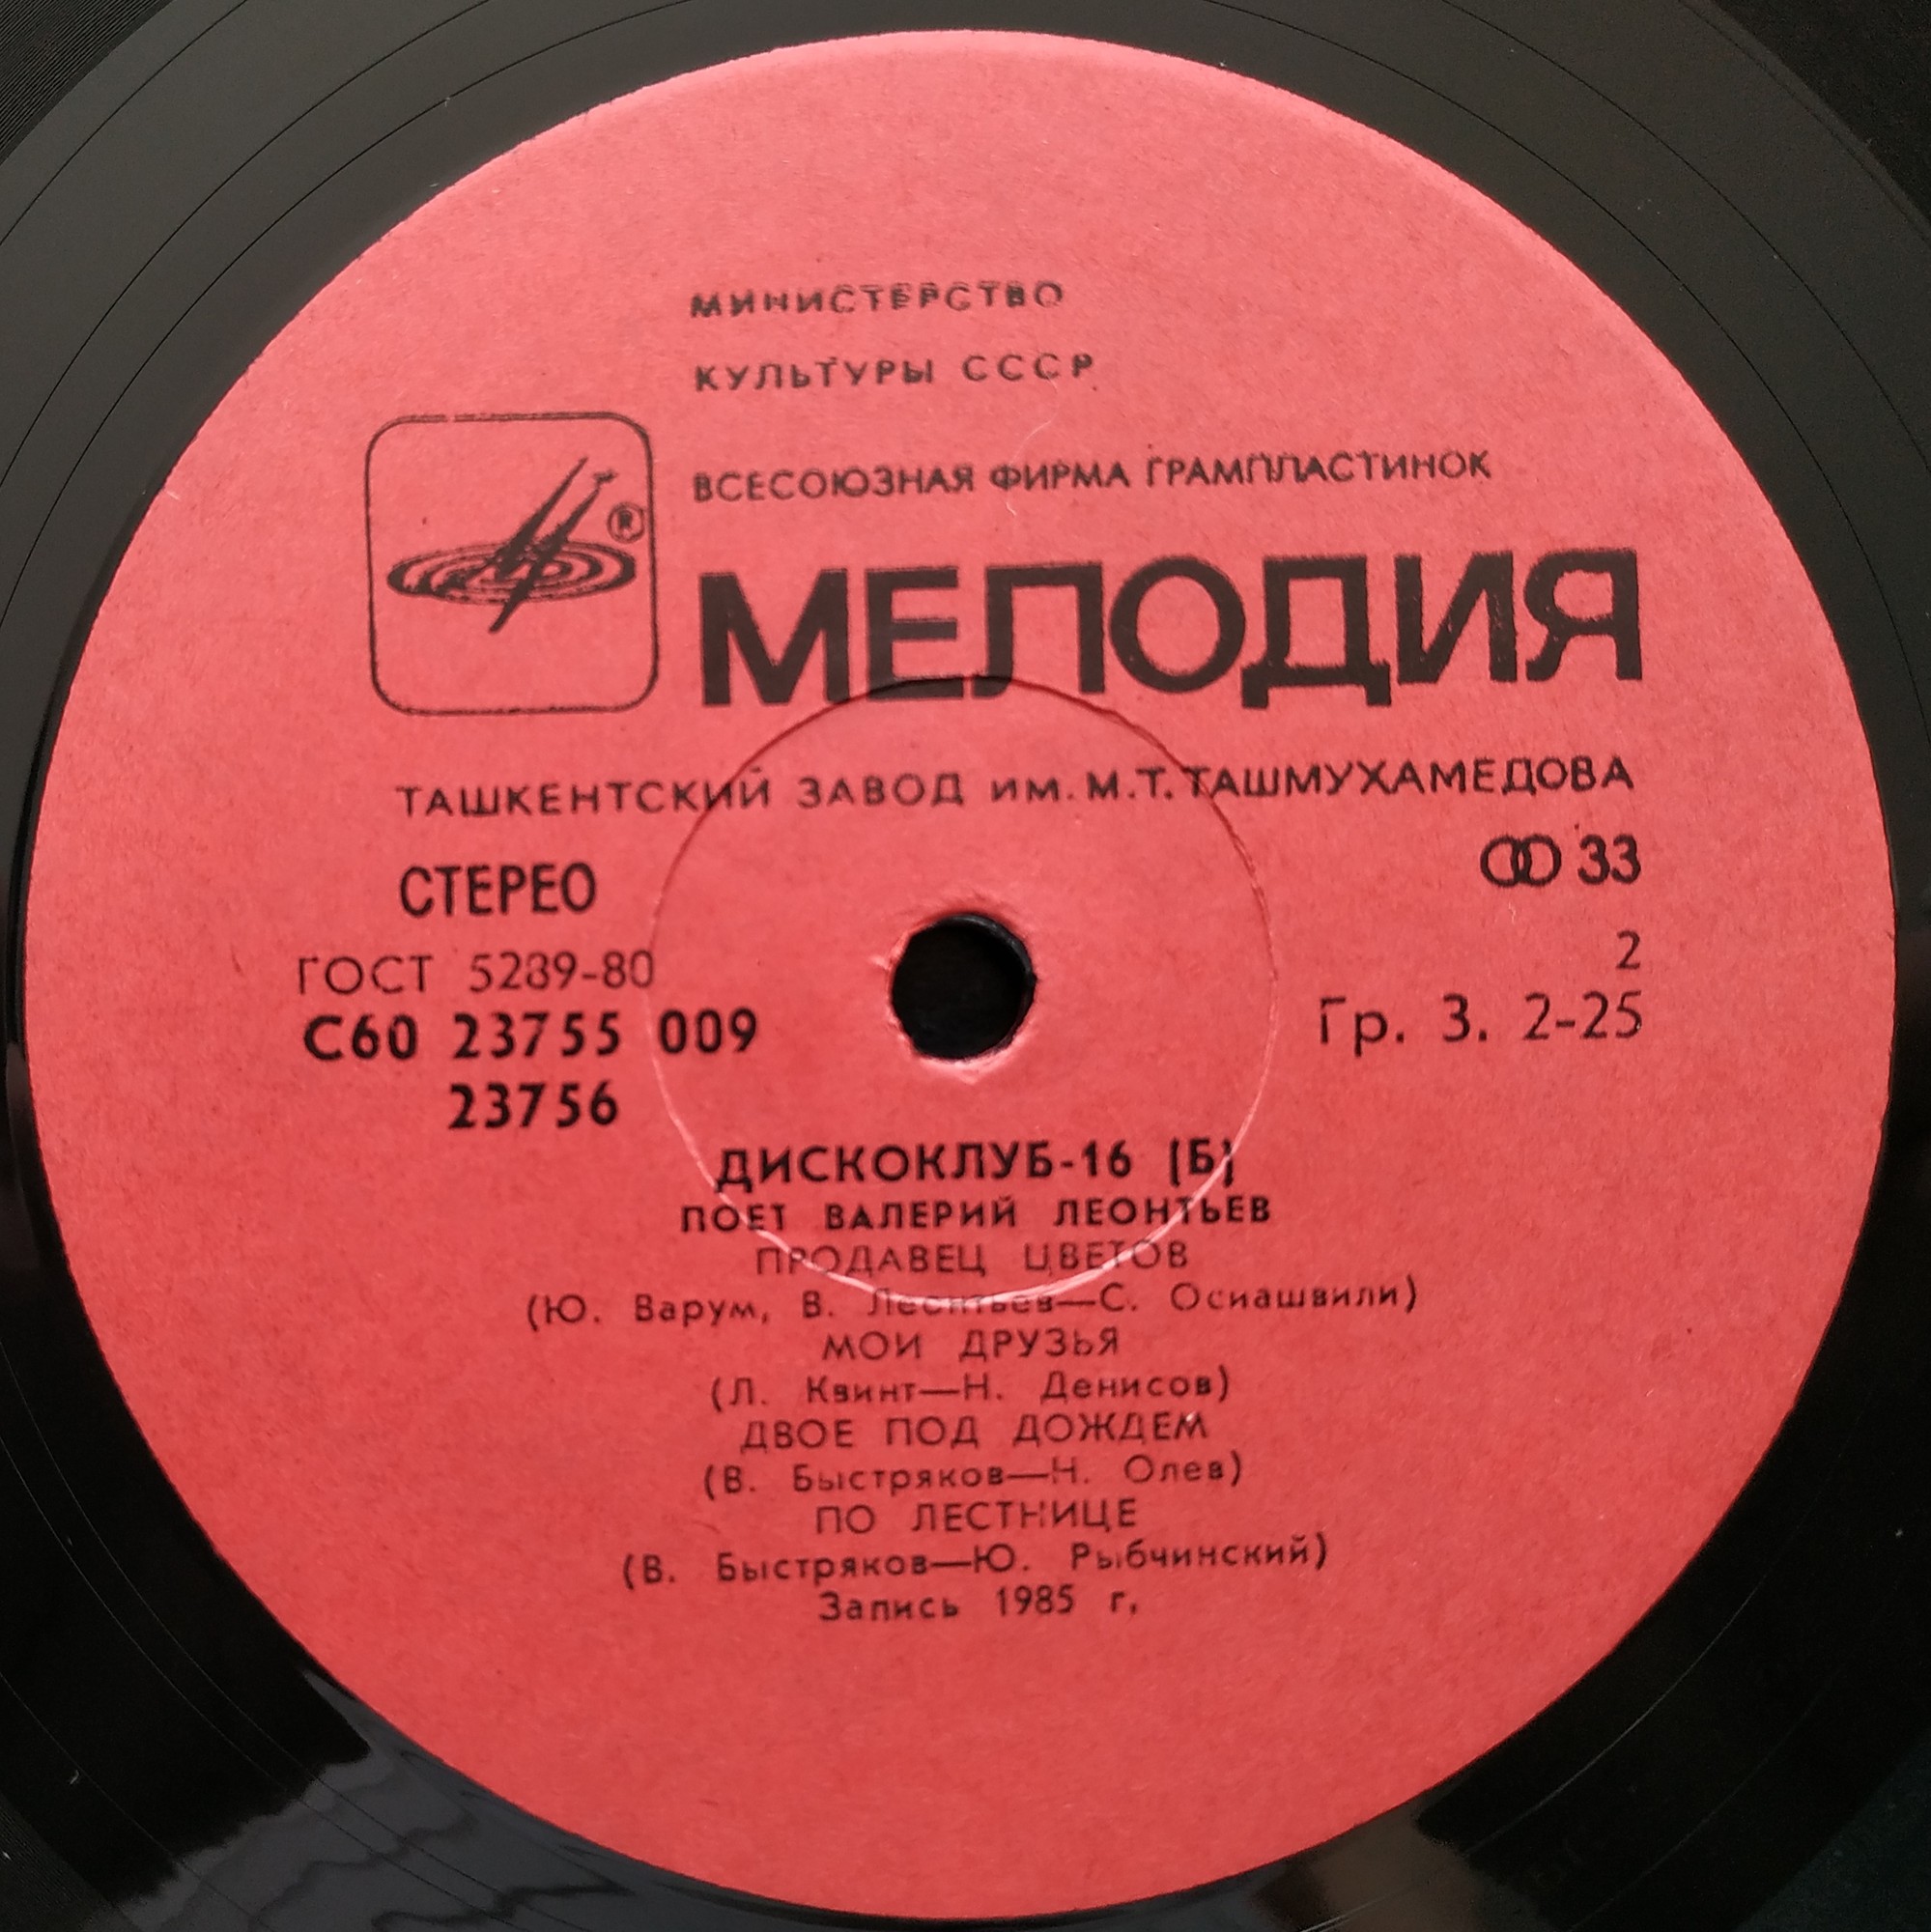 МИНИСТЕРСТВО
КУЛЬТУРЫ СССР
ВСЕСОЮЗНАЯ ФИРМА ГРАМПЛАСТИНОК
®
МЕЛОДИЯ
ТАШКЕНТСКИЙ ЗАВОД им. М.Т. ТАШМУХАМЕДОВА
СТЕРЕО
33
ГОСТ 5289-80
2
С60 23755 009
Гр. 3. 2-25
23756
ДИСКОКЛУБ-16 (Б)
ПОЕТ ВАЛЕРИЙ ЛЕОНТЬЕВ
ПРОДАВЕЦ ЦВЕТОВ
(Ю. Варум, В. Леонтьев—С. Осиашвили)
МОИ ДРУЗЬЯ
(Л. Квинт—Н. Денисов)
ДВОЕ ПОД ДОЖДЕМ
(В. Быстряков—Н. Олев)
ПО ЛЕСТНИЦЕ
(В. Быстряков—Ю. Рыбчинский)
Запись 1985 г.